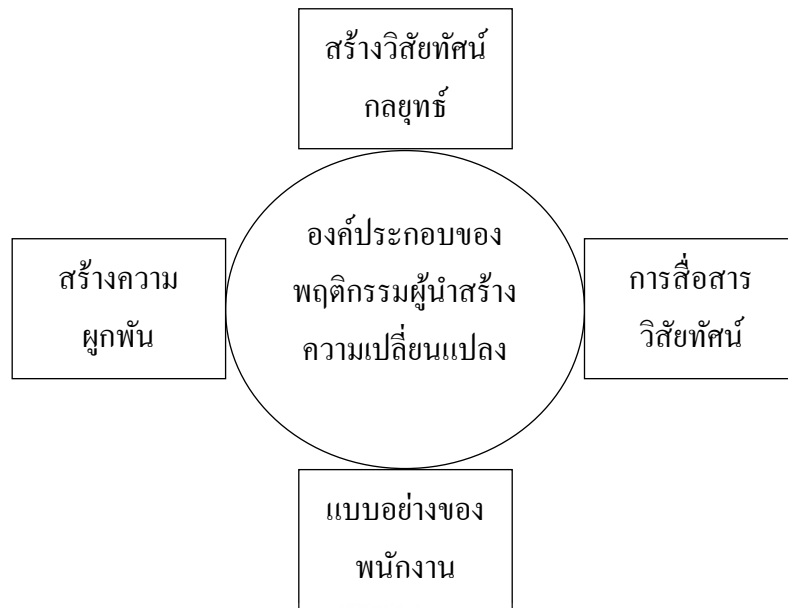 สร้างวิสัยทัศน์
กลยุทธ์
องค์ประกอบของ
พฤติกรรมผู้นำสร้าง
ความเปลี่ยนแปลง
สร้างความ
ผูกพัน
การสื่อสาร
วิสัยทัศน์
แบบอย่างของ
พนักงาน